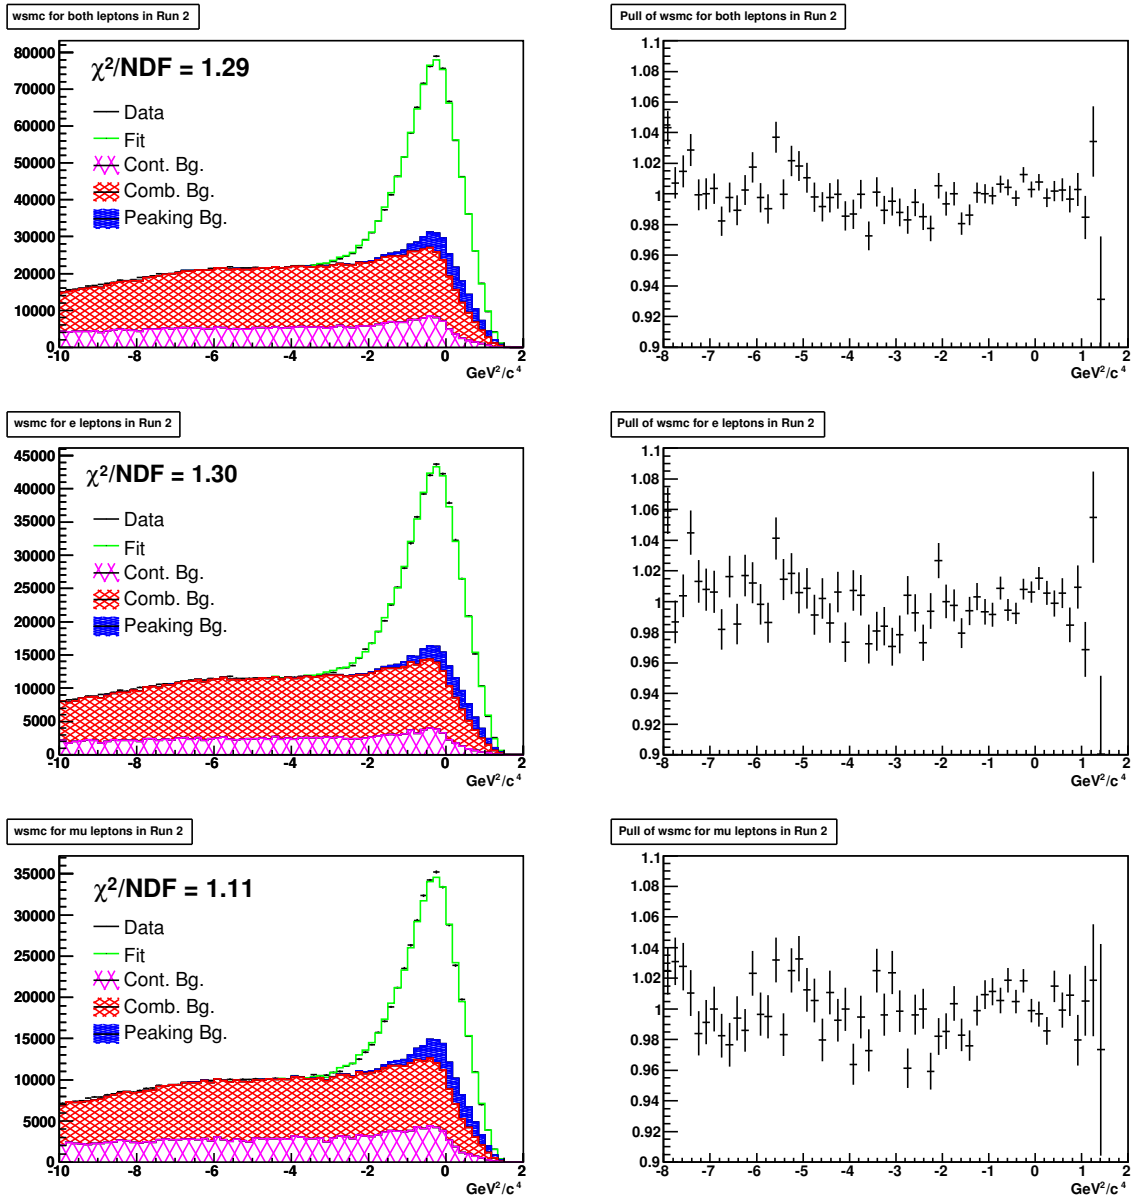 wsmc for both leptons in Run 2
χ²/NDF = 1.29
Data
Fit
Cont. Bg.
Comb. Bg.
Peaking Bg.
80000
70000
60000
50000
40000
30000
20000
10000
0
-10 -8 -6 -4 -2 0 2
GeV²/c⁴
Pull of wsmc for both leptons in Run 2
1.1
1.08
1.06
1.04
1.02
1
0.98
0.96
0.94
0.92
0.9
-8 -7 -6 -5 -4 -3 -2 -1 0 1 2
GeV²/c⁴
wsmc for e leptons in Run 2
χ²/NDF = 1.30
Data
Fit
Cont. Bg.
Comb. Bg.
Peaking Bg.
45000
40000
35000
30000
25000
20000
15000
10000
5000
0
-10 -8 -6 -4 -2 0 2
GeV²/c⁴
Pull of wsmc for e leptons in Run 2
1.1
1.08
1.06
1.04
1.02
1
0.98
0.96
0.94
0.92
0.9
-8 -7 -6 -5 -4 -3 -2 -1 0 1 2
GeV²/c⁴
wsmc for mu leptons in Run 2
χ²/NDF = 1.11
Data
Fit
Cont. Bg.
Comb. Bg.
Peaking Bg.
35000
30000
25000
20000
15000
10000
5000
0
-10 -8 -6 -4 -2 0 2
GeV²/c⁴
Pull of wsmc for mu leptons in Run 2
1.1
1.08
1.06
1.04
1.02
1
0.98
0.96
0.94
0.92
0.9
-8 -7 -6 -5 -4 -3 -2 -1 0 1 2
GeV²/c⁴